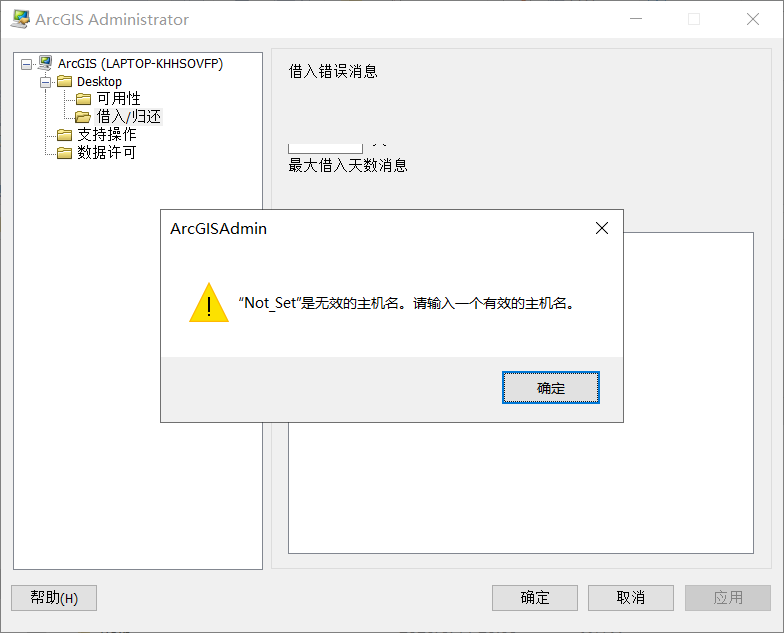 ArcGIS Administrator
ArcGIS (LAPTOP-KHHSOVFP)
Desktop
可用性
借入/归还
支持操作
数据许可
借入错误消息
最大借入天数消息
ArcGISAdmin
“Not_Set”是无效的主机名。请输入一个有效的主机名。
确定
帮助(H)
确定
取消
应用